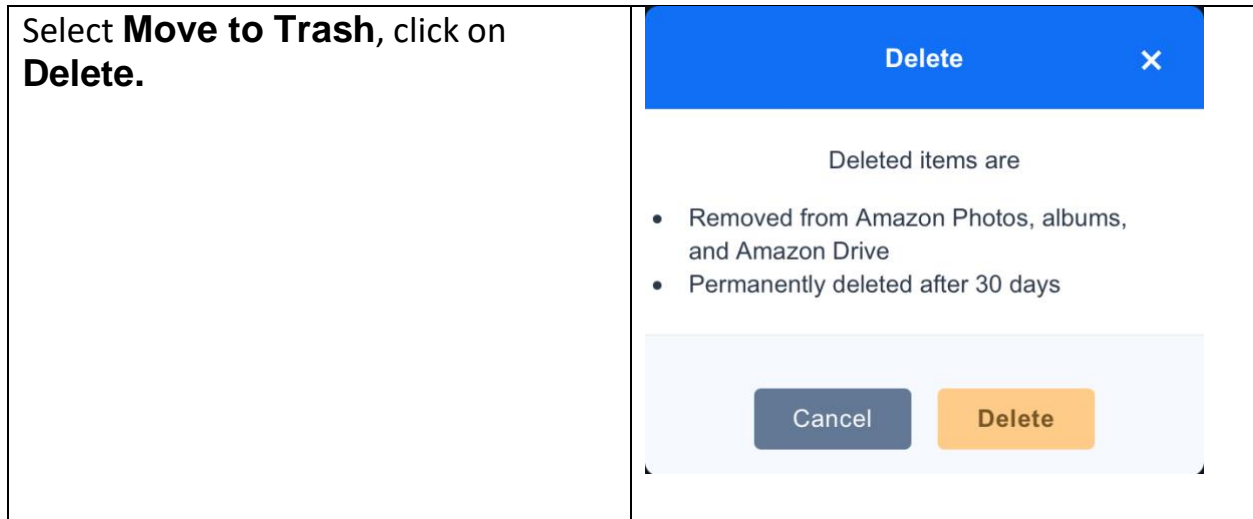 Select Move to Trash, click on
Delete.
Delete ×
Deleted items are
• Removed from Amazon Photos, albums,
and Amazon Drive
• Permanently deleted after 30 days
Cancel Delete